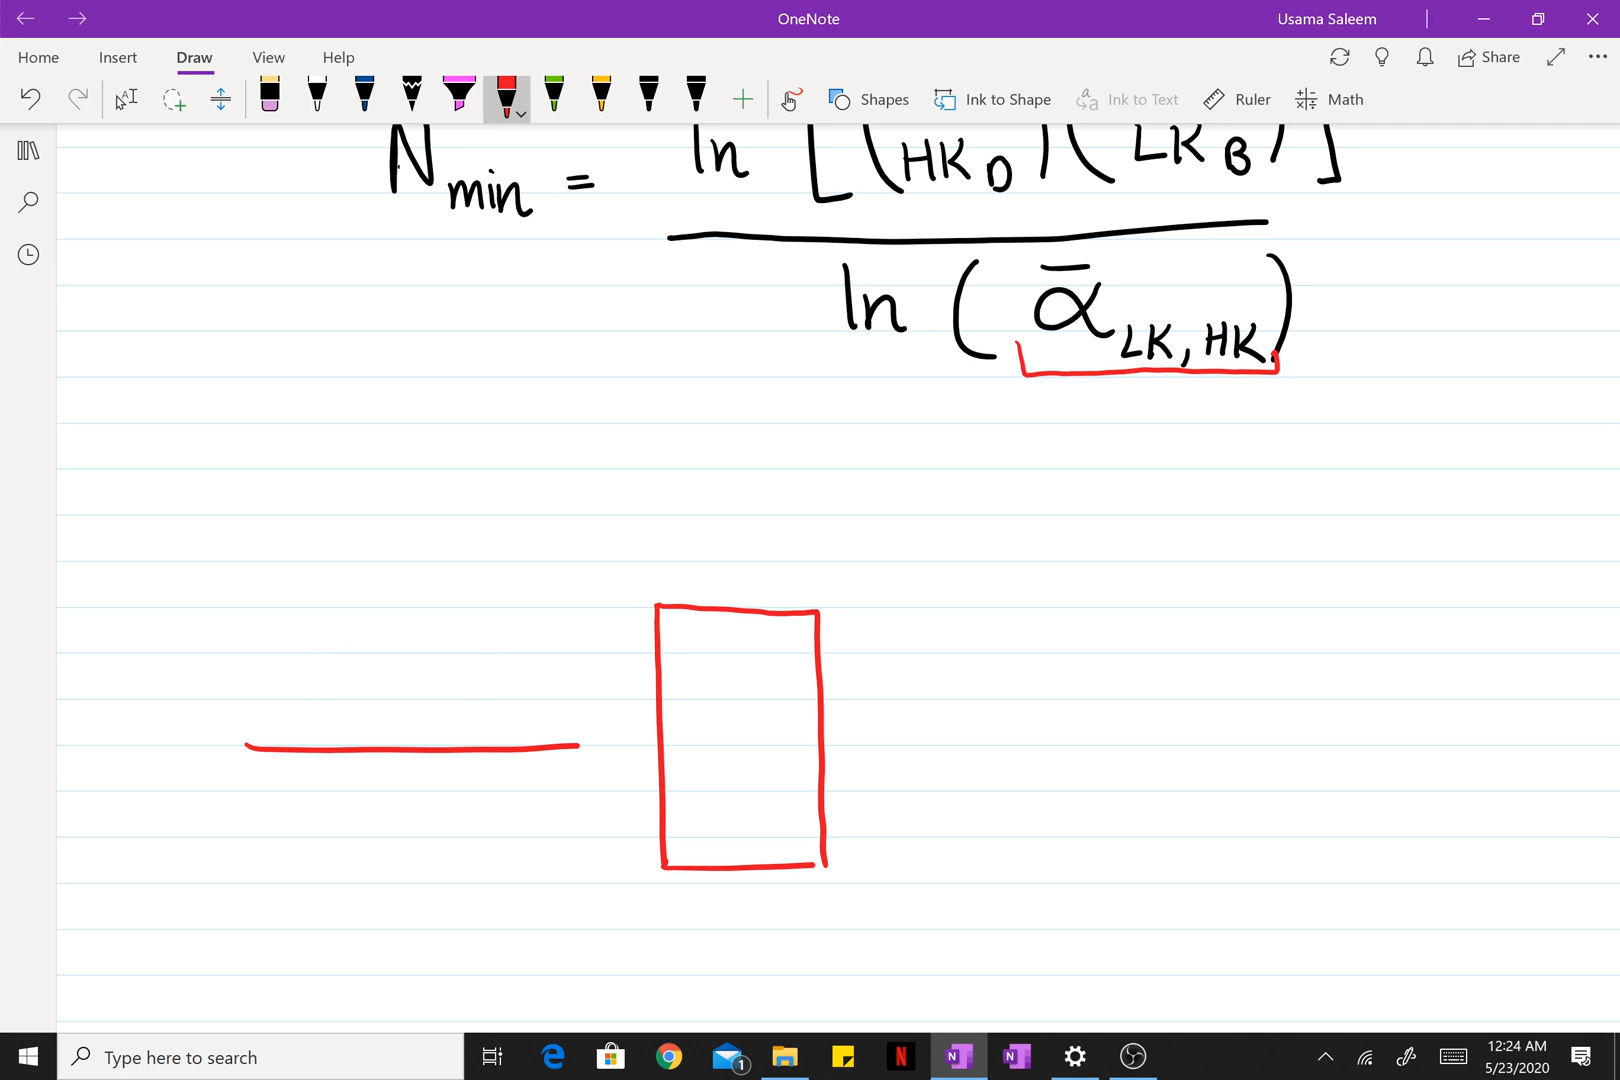 OneNote
Usama Saleem
Home Insert Draw View Help
Share
Shapes Ink to Shape Ink to Text Ruler Math
N min = ln [ ( HK D ) ( LK B ) ]
ln ( ᾱ LK, HK )
Type here to search
1
12:24 AM
5/23/2020